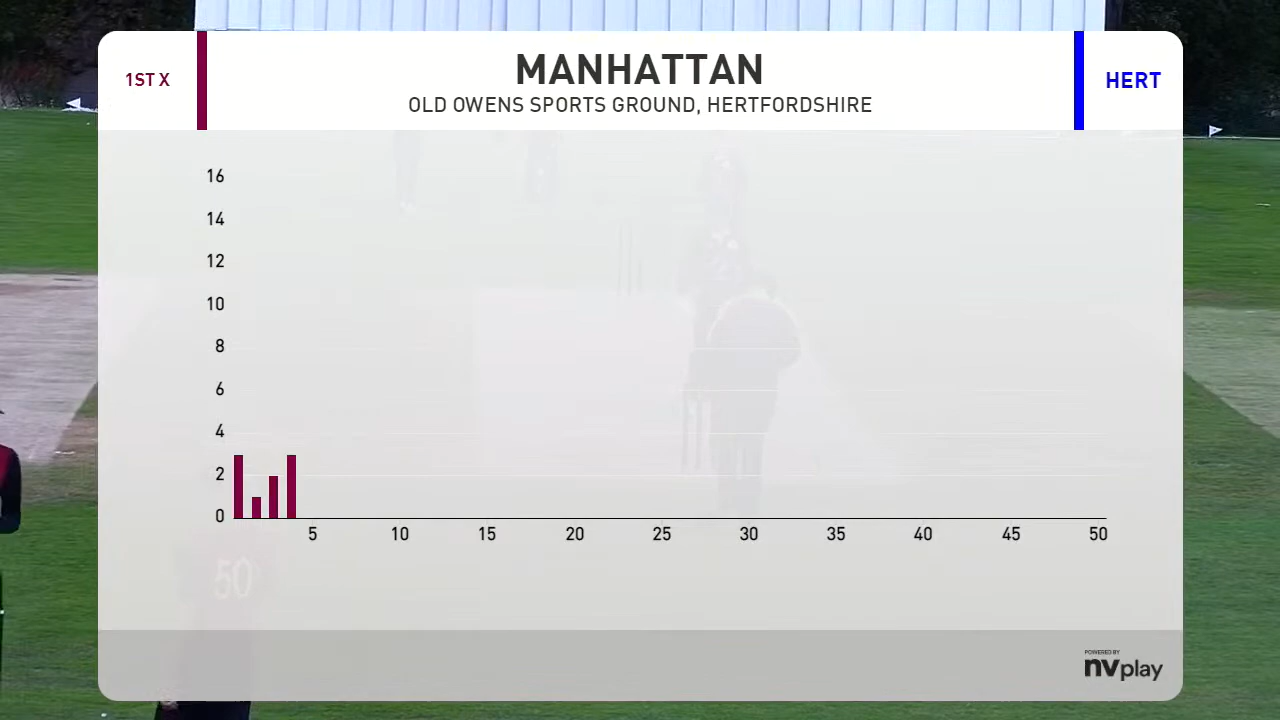 1ST X
MANHATTAN
OLD OWENS SPORTS GROUND, HERTFORDSHIRE
HERT
16
14
12
10
8
6
4
2
0
5 10 15 20 25 30 35 40 45 50
50
POWERED BY
nvplay